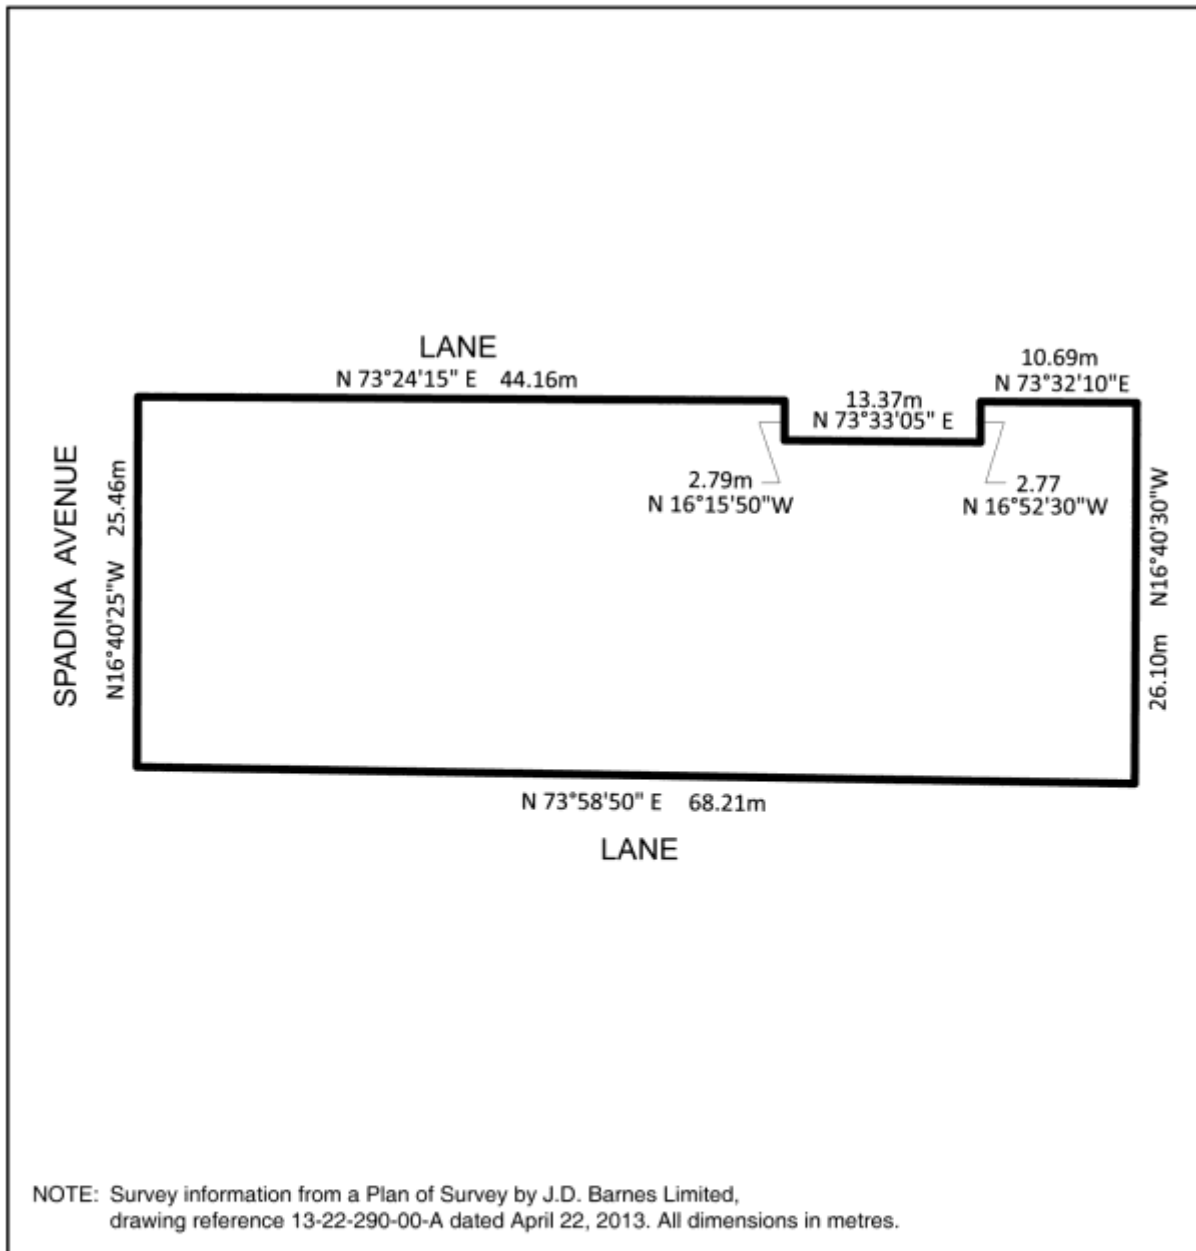 LANE
N 73°24'15" E 44.16m
10.69m
N 73°32'10"E
13.37m
N 73°33'05" E
2.79m
N 16°15'50"W
2.77
N 16°52'30"W
SPADINA AVENUE
N16°40'25"W 25.46m
26.10m N16°40'30"W
N 73°58'50" E 68.21m
LANE
NOTE: Survey information from a Plan of Survey by J.D. Barnes Limited,
drawing reference 13-22-290-00-A dated April 22, 2013. All dimensions in metres.